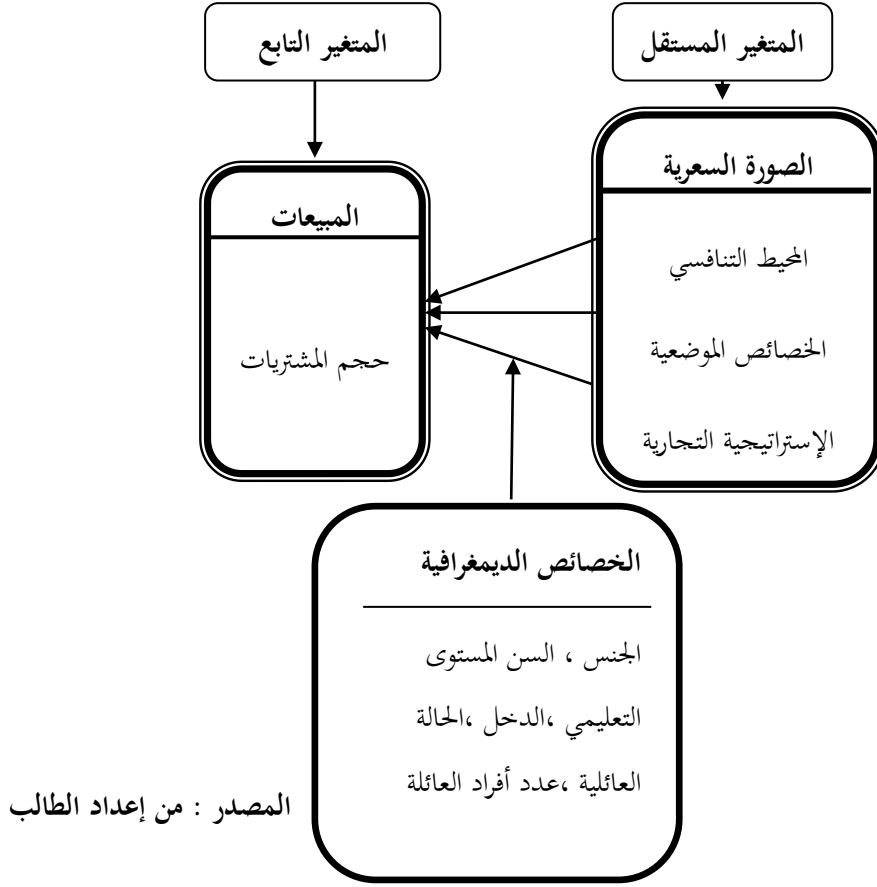 المتغير المستقل
المتغير التابع
الصورة السعرية
المحيط التنافسي
الخصائص الموضعية
الإستراتيجية التجارية
المبيعات
حجم المشتريات
الخصائص الديمغرافية
الجنس ، السن المستوى
التعليمي ،الدخل ،الحالة
العائلية ،عدد أفراد العائلة
المصدر : من إعداد الطالب